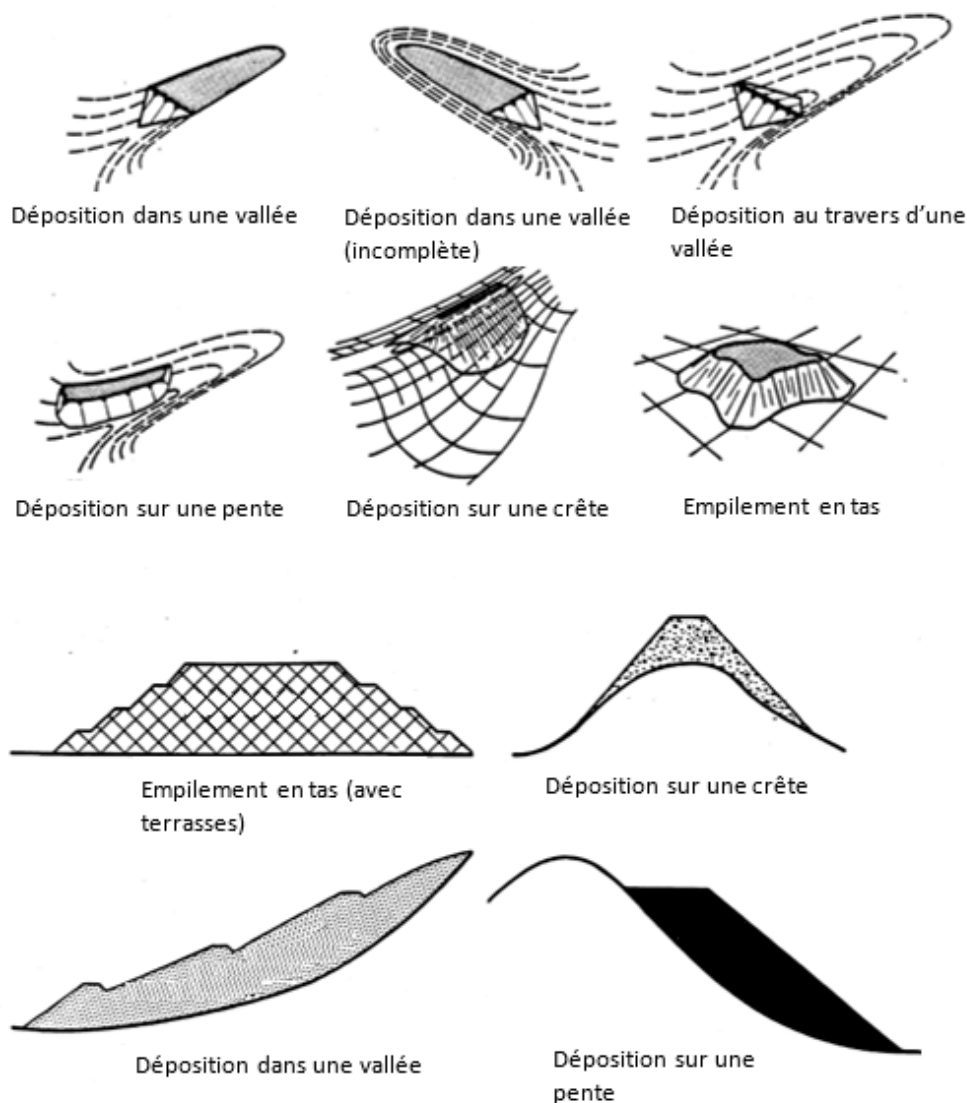 Déposition dans une vallée
Déposition dans une vallée
(incomplète)
Déposition au travers d'une
vallée
Déposition sur une pente
Déposition sur une crête
Empilement en tas
Empilement en tas (avec
terrasses)
Déposition sur une crête
Déposition dans une vallée
Déposition sur une
pente